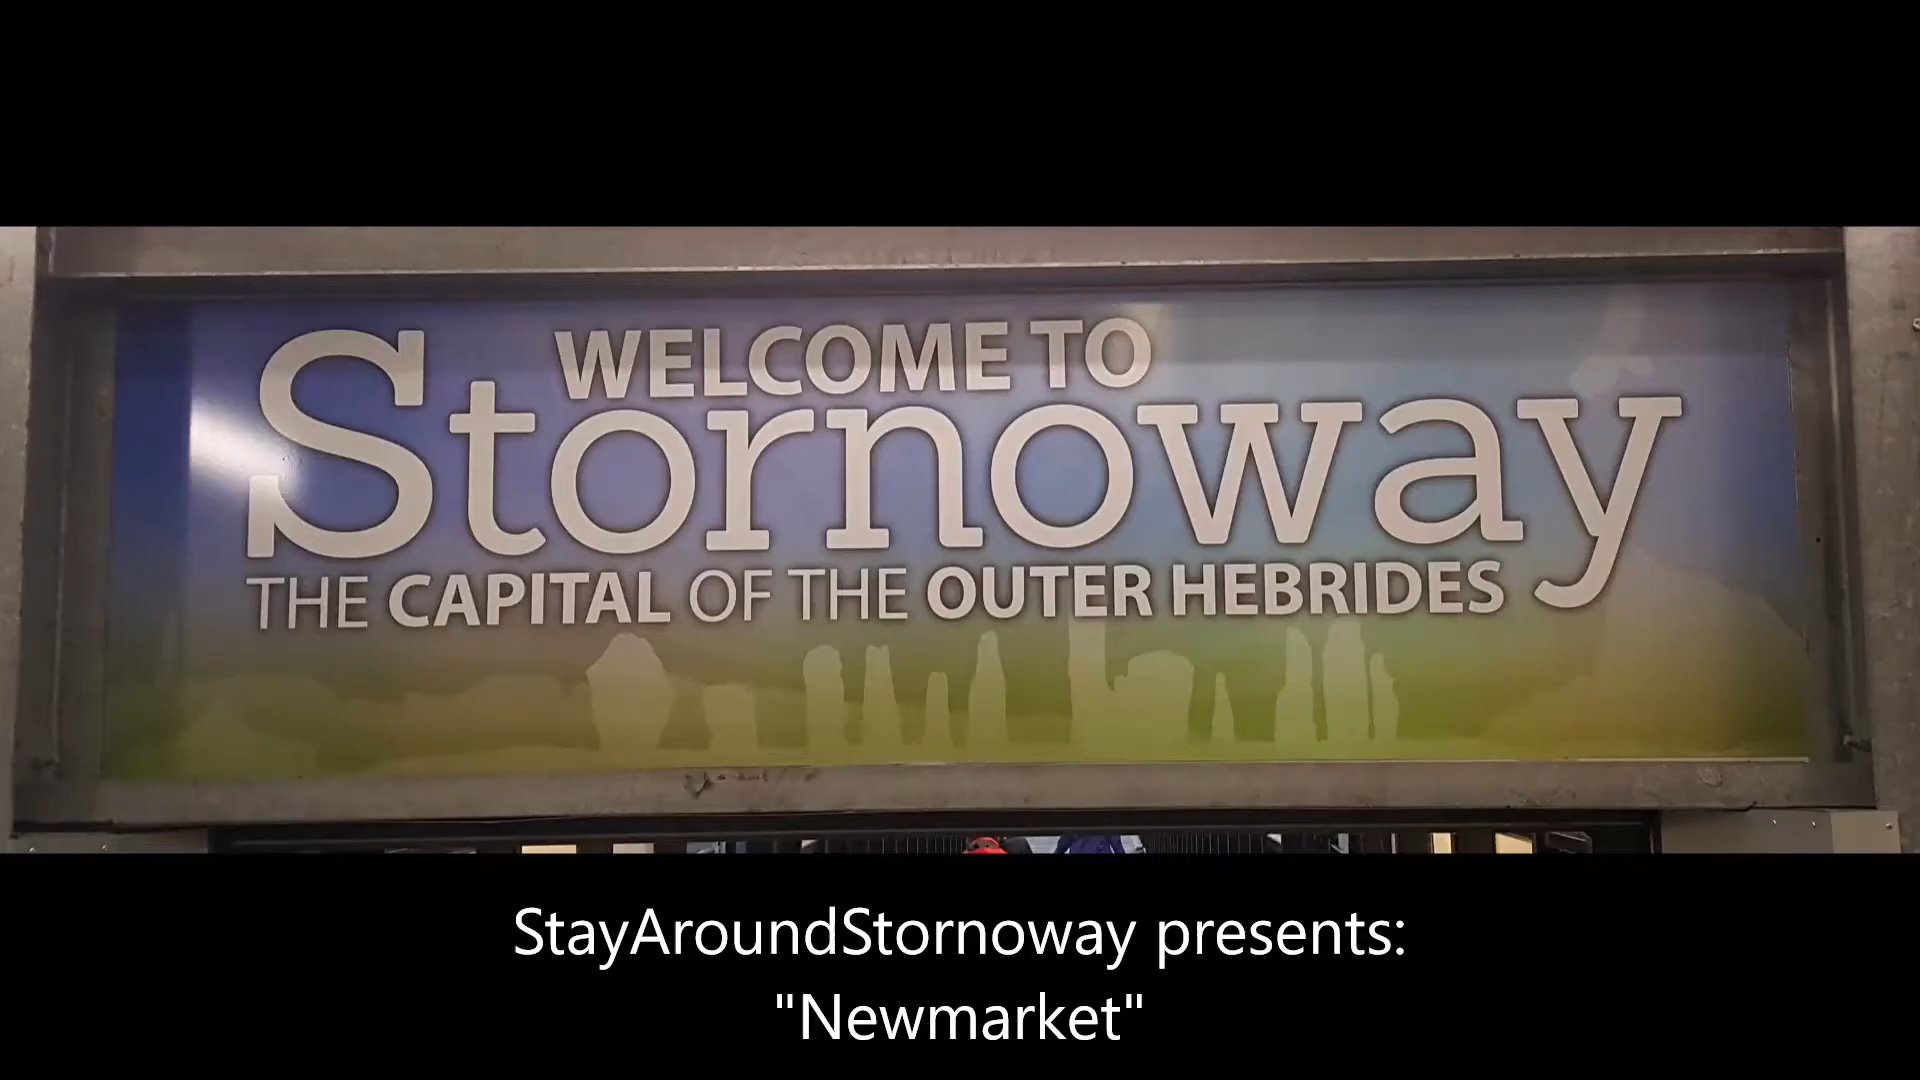 WELCOME TO
Stornoway
THE CAPITAL OF THE OUTER HEBRIDES
StayAroundStornoway presents:
"Newmarket"